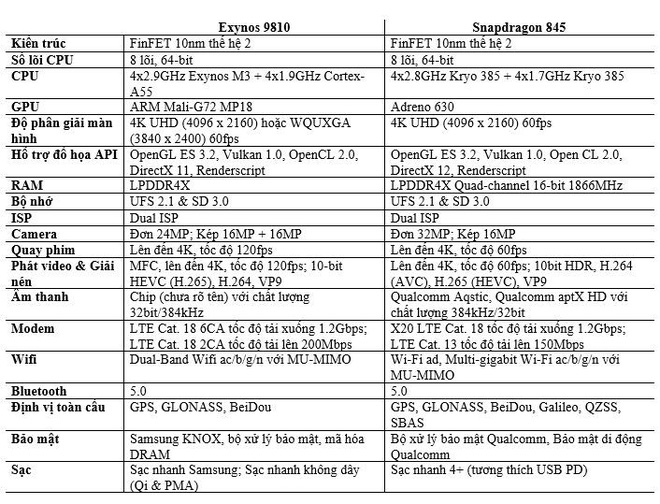 Exynos 9810 Snapdragon 845
Kiến trúc FinFET 10nm thế hệ 2 FinFET 10nm thế hệ 2
Số lõi CPU 8 lõi, 64-bit 8 lõi, 64-bit
CPU 4x2.9GHz Exynos M3 + 4x1.9GHz Cortex- 4x2.8GHz Kryo 385 + 4x1.7GHz Kryo 385
A55
GPU ARM Mali-G72 MP18 Adreno 630
Độ phân giải màn 4K UHD (4096 x 2160) hoặc WQUXGA 4K UHD (4096 x 2160) 60fps
hình (3840 x 2400) 60fps
Hỗ trợ đồ họa API OpenGL ES 3.2, Vulkan 1.0, OpenCL 2.0, OpenGL ES 3.2, Vulkan 1.0, Open CL 2.0,
DirectX 11, Renderscript DirectX 12, Renderscript
RAM LPDDR4X LPDDR4X Quad-channel 16-bit 1866MHz
Bộ nhớ UFS 2.1 & SD 3.0 UFS 2.1 & SD 3.0
ISP Dual ISP Dual ISP
Camera Đơn 24MP; Kép 16MP + 16MP Đơn 32MP; Kép 16MP
Quay phim Lên đến 4K, tốc độ 120fps Lên đến 4K, tốc độ 60fps
Phát video & Giải MFC, lên đến 4K, tốc độ 120fps; 10-bit Lên đến 4K, tốc độ 60fps; 10bit HDR, H.264
nén HEVC (H.265), H.264, VP9 (AVC), H.265 (HEVC), VP9
Âm thanh Chip (chưa rõ tên) với chất lượng Qualcomm Aqstic, Qualcomm aptX HD với
32bit/384kHz chất lượng 384kHz/32bit
Modem LTE Cat. 18 6CA tốc độ tải xuống 1.2Gbps; X20 LTE Cat. 18 tốc độ tải xuống 1.2Gbps;
LTE Cat. 18 2CA tốc độ tải lên 200Mbps LTE Cat. 13 tốc độ tải lên 150Mbps
Wifi Dual-Band Wifi ac/b/g/n với MU-MIMO Wi-Fi ad, Multi-gigabit Wi-Fi ac/b/g/n với
MU-MIMO
Bluetooth 5.0 5.0
Định vị toàn cầu GPS, GLONASS, BeiDou GPS, GLONASS, BeiDou, Galileo, QZSS,
SBAS
Bảo mật Samsung KNOX, bộ xử lý bảo mật, mã hóa Bộ xử lý bảo mật Qualcomm, Bảo mật di động
DRAM Qualcomm
Sạc Sạc nhanh Samsung; Sạc nhanh không dây Sạc nhanh 4+ (tương thích USB PD)
(Qi & PMA)